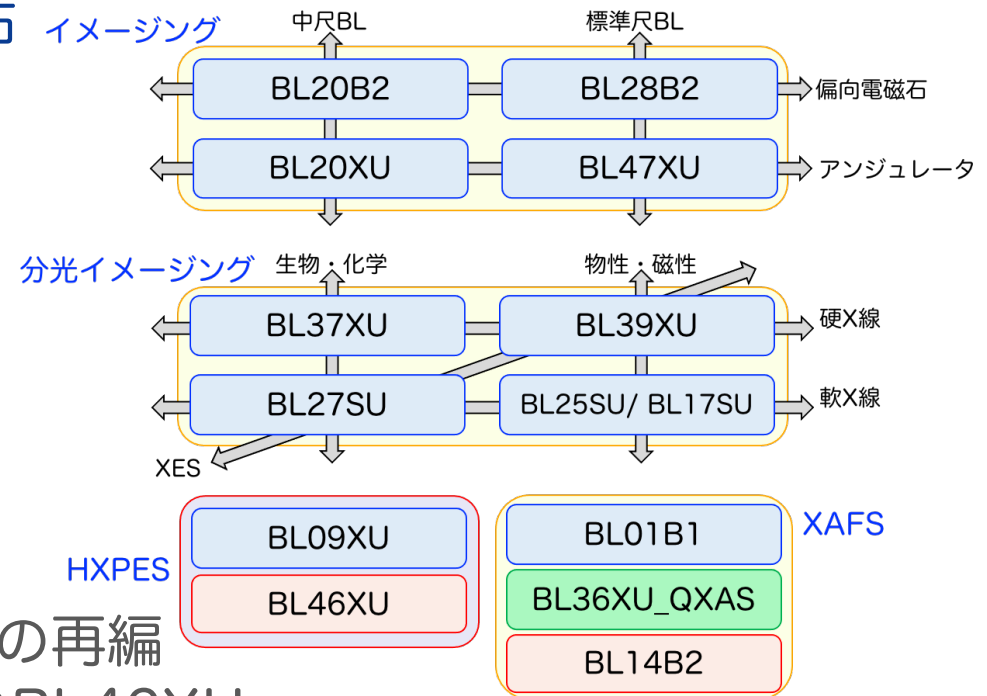 イメージング
中尺BL
標準尺BL
BL20B2
BL28B2
偏向電磁石
BL20XU
BL47XU
アンジュレータ
分光イメージング
生物・化学
物性・磁性
BL37XU
BL39XU
硬X線
BL27SU
BL25SU/ BL17SU
軟X線
XES
HXPES
BL09XU
BL46XU
XAFS
BL01B1
BL36XU_QXAS
BL14B2
の再編